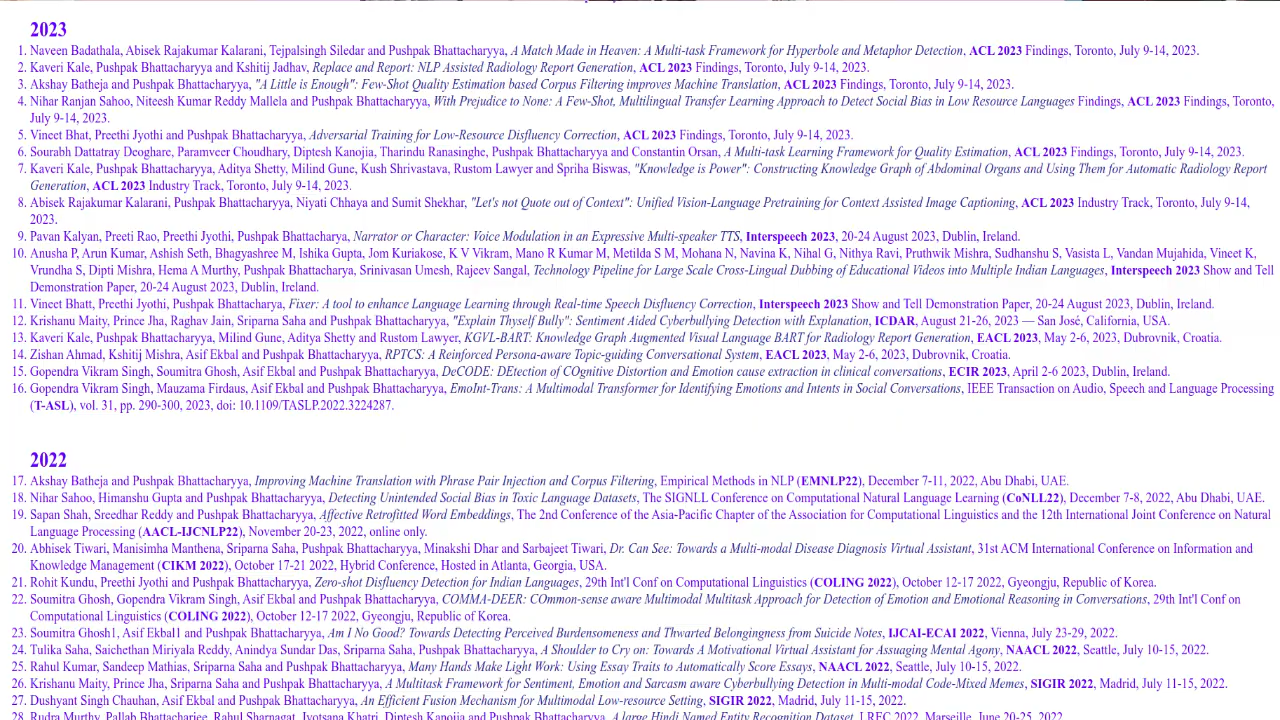 2023
1. Naveen Badathala, Abisek Rajakumar Kalarani, Tejpalsingh Siledar and Pushpak Bhattacharyya, A Match Made in Heaven: A Multi-task Framework for Hyperbole and Metaphor Detection, ACL 2023 Findings, Toronto, July 9-14, 2023.
2. Kaveri Kale, Pushpak Bhattacharyya and Kshitij Jadhav, Replace and Report: NLP Assisted Radiology Report Generation, ACL 2023 Findings, Toronto, July 9-14, 2023.
3. Akshay Batheja and Pushpak Bhattacharyya, "A Little is Enough": Few-Shot Quality Estimation based Corpus Filtering improves Machine Translation, ACL 2023 Findings, Toronto, July 9-14, 2023.
4. Nihar Ranjan Sahoo, Niteesh Kumar Reddy Mallela and Pushpak Bhattacharyya, With Prejudice to None: A Few-Shot, Multilingual Transfer Learning Approach to Detect Social Bias in Low Resource Languages Findings, ACL 2023 Findings, Toronto,
July 9-14, 2023.
5. Vineet Bhat, Preethi Jyothi and Pushpak Bhattacharyya, Adversarial Training for Low-Resource Disfluency Correction, ACL 2023 Findings, Toronto, July 9-14, 2023.
6. Sourabh Dattatray Deoghare, Paramveer Choudhary, Diptesh Kanojia, Tharindu Ranasinghe, Pushpak Bhattacharyya and Constantin Orsan, A Multi-task Learning Framework for Quality Estimation, ACL 2023 Findings, Toronto, July 9-14, 2023.
7. Kaveri Kale, Pushpak Bhattacharyya, Aditya Shetty, Milind Gune, Kush Shrivastava, Rustom Lawyer and Spriha Biswas, "Knowledge is Power": Constructing Knowledge Graph of Abdominal Organs and Using Them for Automatic Radiology Report
Generation, ACL 2023 Industry Track, Toronto, July 9-14, 2023.
8. Abisek Rajakumar Kalarani, Pushpak Bhattacharyya, Niyati Chhaya and Sumit Shekhar, "Let's not Quote out of Context": Unified Vision-Language Pretraining for Context Assisted Image Captioning, ACL 2023 Industry Track, Toronto, July 9-14,
2023.
9. Pavan Kalyan, Preeti Rao, Preethi Jyothi, Pushpak Bhattacharya, Narrator or Character: Voice Modulation in an Expressive Multi-speaker TTS, Interspeech 2023, 20-24 August 2023, Dublin, Ireland.
10. Anusha P, Arun Kumar, Ashish Seth, Bhagyashree M, Ishika Gupta, Jom Kuriakose, K V Vikram, Mano R Kumar M, Metilda S M, Mohana N, Navina K, Nihal G, Nithya Ravi, Pruthwik Mishra, Sudhanshu S, Vasista L, Vandan Mujahida, Vineet K,
Vrundha S, Dipti Mishra, Hema A Murthy, Pushpak Bhattacharya, Srinivasan Umesh, Rajeev Sangal, Technology Pipeline for Large Scale Cross-Lingual Dubbing of Educational Videos into Multiple Indian Languages, Interspeech 2023 Show and Tell
Demonstration Paper, 20-24 August 2023, Dublin, Ireland.
11. Vineet Bhatt, Preethi Jyothi, Pushpak Bhattacharya, Fixer: A tool to enhance Language Learning through Real-time Speech Disfluency Correction, Interspeech 2023 Show and Tell Demonstration Paper, 20-24 August 2023, Dublin, Ireland.
12. Krishanu Maity, Prince Jha, Raghav Jain, Sriparna Saha and Pushpak Bhattacharyya, "Explain Thyself Bully": Sentiment Aided Cyberbullying Detection with Explanation, ICDAR, August 21-26, 2023 — San José, California, USA.
13. Kaveri Kale, Pushpak Bhattacharyya, Milind Gune, Aditya Shetty and Rustom Lawyer, KGVL-BART: Knowledge Graph Augmented Visual Language BART for Radiology Report Generation, EACL 2023, May 2-6, 2023, Dubrovnik, Croatia.
14. Zishan Ahmad, Kshitij Mishra, Asif Ekbal and Pushpak Bhattacharyya, RPTCS: A Reinforced Persona-aware Topic-guiding Conversational System, EACL 2023, May 2-6, 2023, Dubrovnik, Croatia.
15. Gopendra Vikram Singh, Soumitra Ghosh, Asif Ekbal and Pushpak Bhattacharyya, DeCODE: DEtection of COgnitive Distortion and Emotion cause extraction in clinical conversations, ECIR 2023, April 2-6 2023, Dublin, Ireland.
16. Gopendra Vikram Singh, Mauzama Firdaus, Asif Ekbal and Pushpak Bhattacharyya, EmoInt-Trans: A Multimodal Transformer for Identifying Emotions and Intents in Social Conversations, IEEE Transaction on Audio, Speech and Language Processing
(T-ASL), vol. 31, pp. 290-300, 2023, doi: 10.1109/TASLP.2022.3224287.
2022
17. Akshay Batheja and Pushpak Bhattacharyya, Improving Machine Translation with Phrase Pair Injection and Corpus Filtering, Empirical Methods in NLP (EMNLP22), December 7-11, 2022, Abu Dhabi, UAE.
18. Nihar Sahoo, Himanshu Gupta and Pushpak Bhattacharyya, Detecting Unintended Social Bias in Toxic Language Datasets, The SIGNLL Conference on Computational Natural Language Learning (CoNLL22), December 7-8, 2022, Abu Dhabi, UAE.
19. Sapan Shah, Sreedhar Reddy and Pushpak Bhattacharyya, Affective Retrofitted Word Embeddings, The 2nd Conference of the Asia-Pacific Chapter of the Association for Computational Linguistics and the 12th International Joint Conference on Natural
Language Processing (AACL-IJCNLP22), November 20-23, 2022, online only.
20. Abhisek Tiwari, Manisimha Manthena, Sriparna Saha, Pushpak Bhattacharyya, Minakshi Dhar and Sarbajeet Tiwari, Dr. Can See: Towards a Multi-modal Disease Diagnosis Virtual Assistant, 31st ACM International Conference on Information and
Knowledge Management (CIKM 2022), October 17-21 2022, Hybrid Conference, Hosted in Atlanta, Georgia, USA.
21. Rohit Kundu, Preethi Jyothi and Pushpak Bhattacharyya, Zero-shot Disfluency Detection for Indian Languages, 29th Int'l Conf on Computational Linguistics (COLING 2022), October 12-17 2022, Gyeongju, Republic of Korea.
22. Soumitra Ghosh, Gopendra Vikram Singh, Asif Ekbal and Pushpak Bhattacharyya, COMMA-DEER: COmmon-sense aware Multimodal Multitask Approach for Detection of Emotion and Emotional Reasoning in Conversations, 29th Int'l Conf on
Computational Linguistics (COLING 2022), October 12-17 2022, Gyeongju, Republic of Korea.
23. Soumitra Ghosh1, Asif Ekbal1 and Pushpak Bhattacharyya, Am I No Good? Towards Detecting Perceived Burdensomeness and Thwarted Belongingness from Suicide Notes, IJCAI-ECAI 2022, Vienna, July 23-29, 2022.
24. Tulika Saha, Saichethan Miriyala Reddy, Anindya Sundar Das, Sriparna Saha, Pushpak Bhattacharyya, A Shoulder to Cry on: Towards A Motivational Virtual Assistant for Assuaging Mental Agony, NAACL 2022, Seattle, July 10-15, 2022.
25. Rahul Kumar, Sandeep Mathias, Sriparna Saha and Pushpak Bhattacharyya, Many Hands Make Light Work: Using Essay Traits to Automatically Score Essays, NAACL 2022, Seattle, July 10-15, 2022.
26. Krishanu Maity, Prince Jha, Sriparna Saha and Pushpak Bhattacharyya, A Multitask Framework for Sentiment, Emotion and Sarcasm aware Cyberbullying Detection in Multi-modal Code-Mixed Memes, SIGIR 2022, Madrid, July 11-15, 2022.
27. Dushyant Singh Chauhan, Asif Ekbal and Pushpak Bhattacharyya, An Efficient Fusion Mechanism for Multimodal Low-resource Setting, SIGIR 2022, Madrid, July 11-15, 2022.
28. Rudra Murthy, Pallab Bhattacharjee, Rahul Sharnagat, Jyotsana Khatri, Diptesh Kanojia and Pushpak Bhattacharyya, A large Hindi Named Entity Recognition Dataset, LREC 2022, Marseille, June 20-25, 2022.